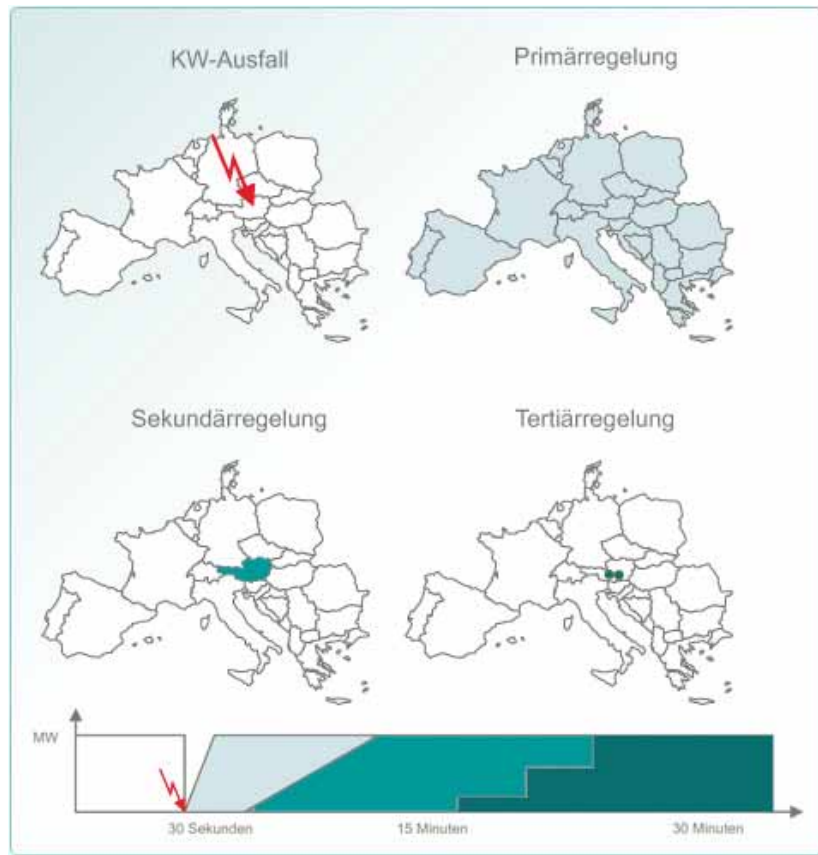 KW-Ausfall
Primärregelung
Sekundärregelung
Tertiärregelung
MW
30 Sekunden
15 Minuten
30 Minuten